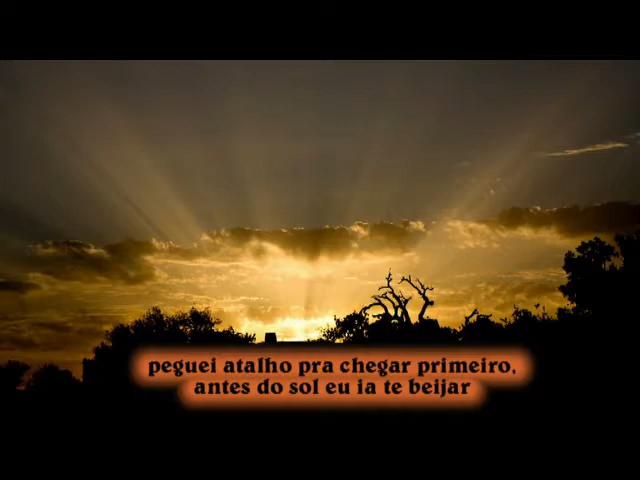 peguei atalho pra chegar primeiro,
antes do sol eu ia te beijar